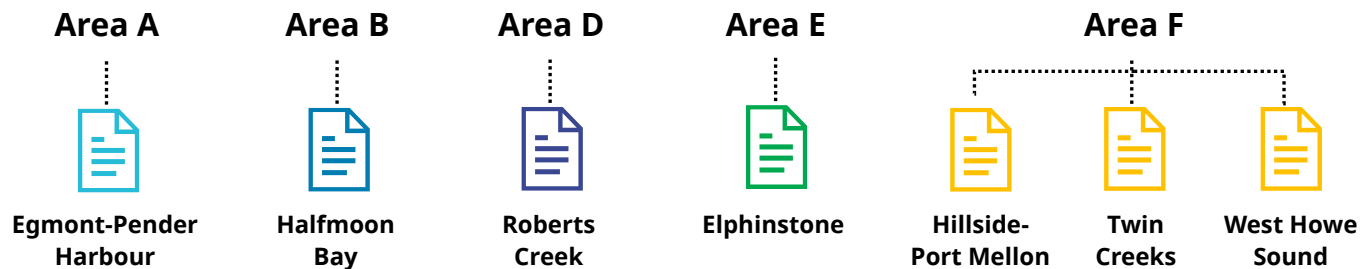 Area A
Area B
Area D
Area E
Area F
Egmont-Pender
Harbour
Halfmoon
Bay
Roberts
Creek
Elphinstone
Hillside-
Port Mellon
Twin
Creeks
West Howe
Sound